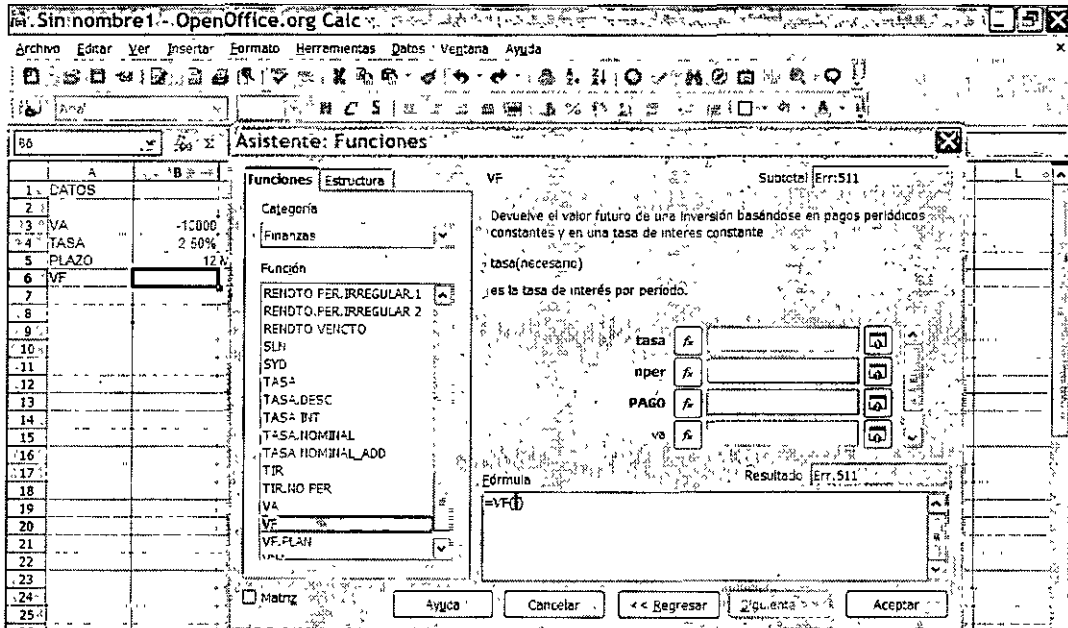 Sin nombre1 - OpenOffice.org Calc
Archivo Editar Ver Insertar Formato Herramientas Datos Ventana Ayuda
N C S
B6
Asistente: Funciones
A B L
1 DATOS
2
3 VA -10000
4 TASA 2.50%
5 PLAZO 12
6 VF
7
8
9
10
11
12
13
14
15
16
17
18
19
20
21
22
23
24
25
Funciones Estructura
Categoría
Finanzas
Función
RENDTO PER.IRREGULAR.1
RENDTO.PER.IRREGULAR 2
RENDTO VENCTO
SLN
SYD
TASA
TASA.DESC
TASA INT
TASA.NOMINAL
TASA NOMINAL_ADD
TIR
TIR.NO PER
VA
VF
VF.PLAN
Matriz
VF Subtotal Err:511
Devuelve el valor futuro de una inversión basándose en pagos periódicos
constantes y en una tasa de interes constante
tasa(necesario)
es la tasa de interés por período.
tasa
nper
PAGO
va
Fórmula Resultado Err:511
=VF()
Ayuda Cancelar << Regresar Siguiente Aceptar